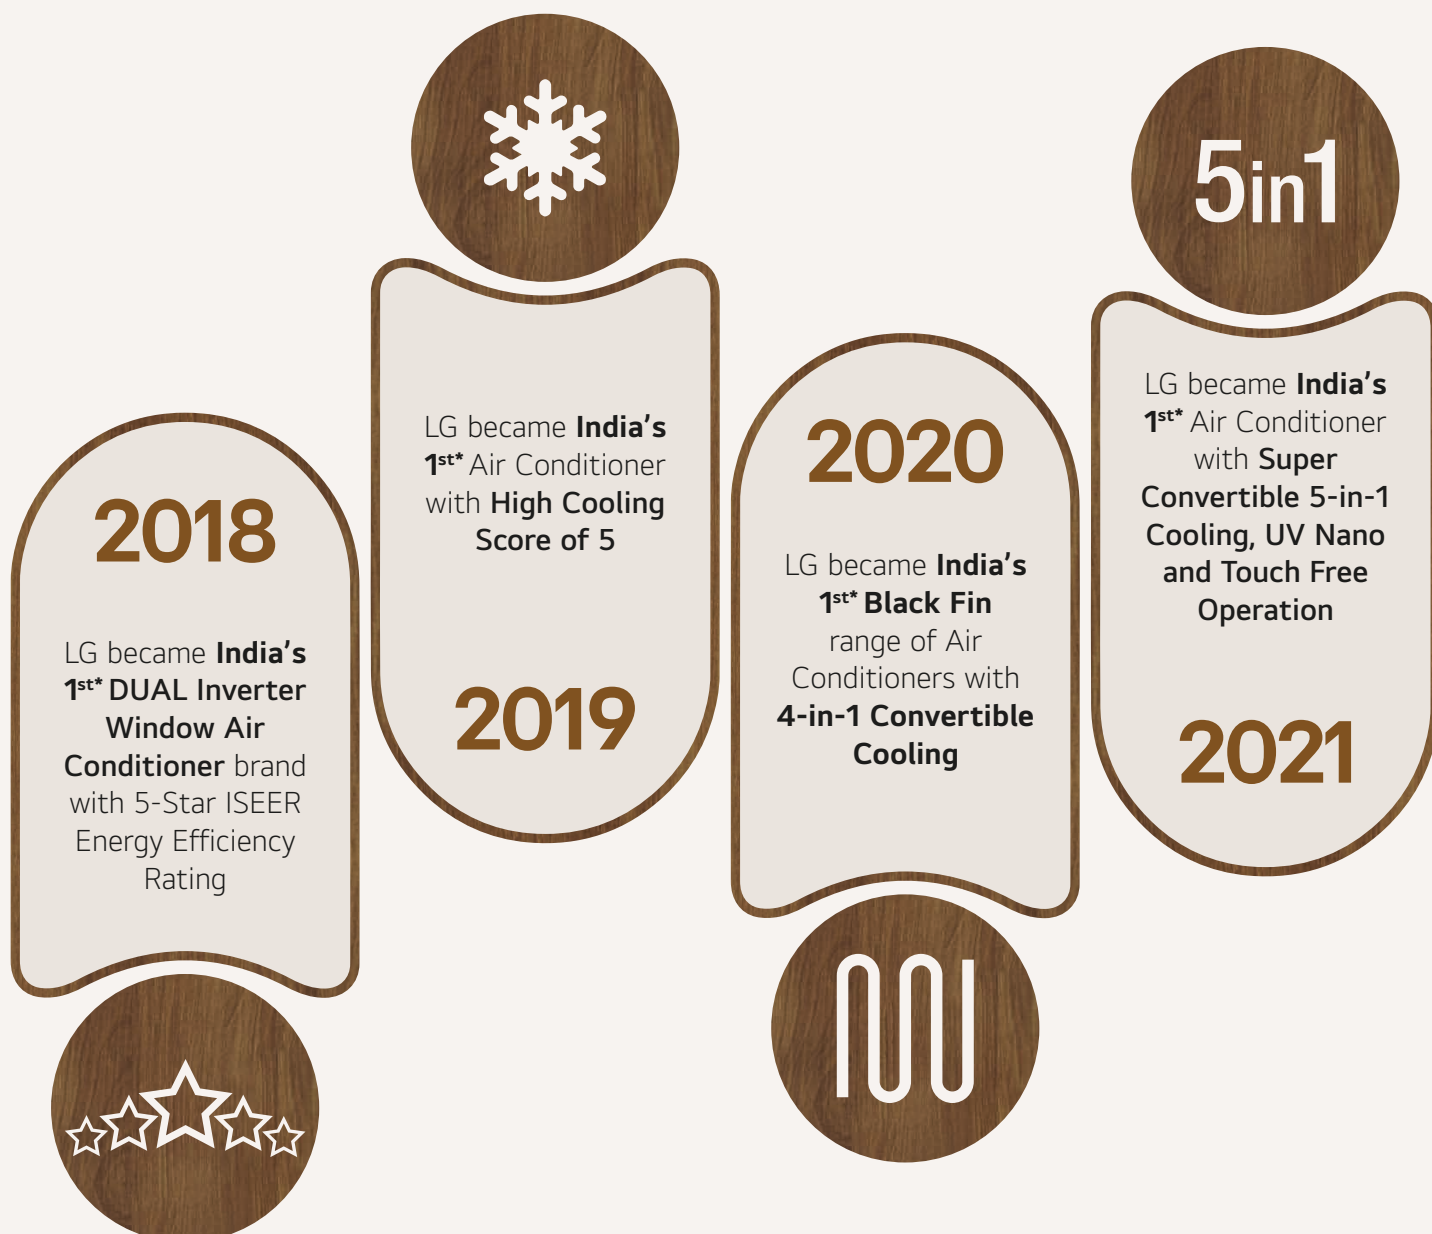 2018
LG became India's
1st* DUAL Inverter
Window Air
Conditioner brand
with 5-Star ISEER
Energy Efficiency
Rating
LG became India's
1st* Air Conditioner
with High Cooling
Score of 5
2019
2020
LG became India's
1st* Black Fin
range of Air
Conditioners with
4-in-1 Convertible
Cooling
5in1
LG became India's
1st* Air Conditioner
with Super
Convertible 5-in-1
Cooling, UV Nano
and Touch Free
Operation
2021